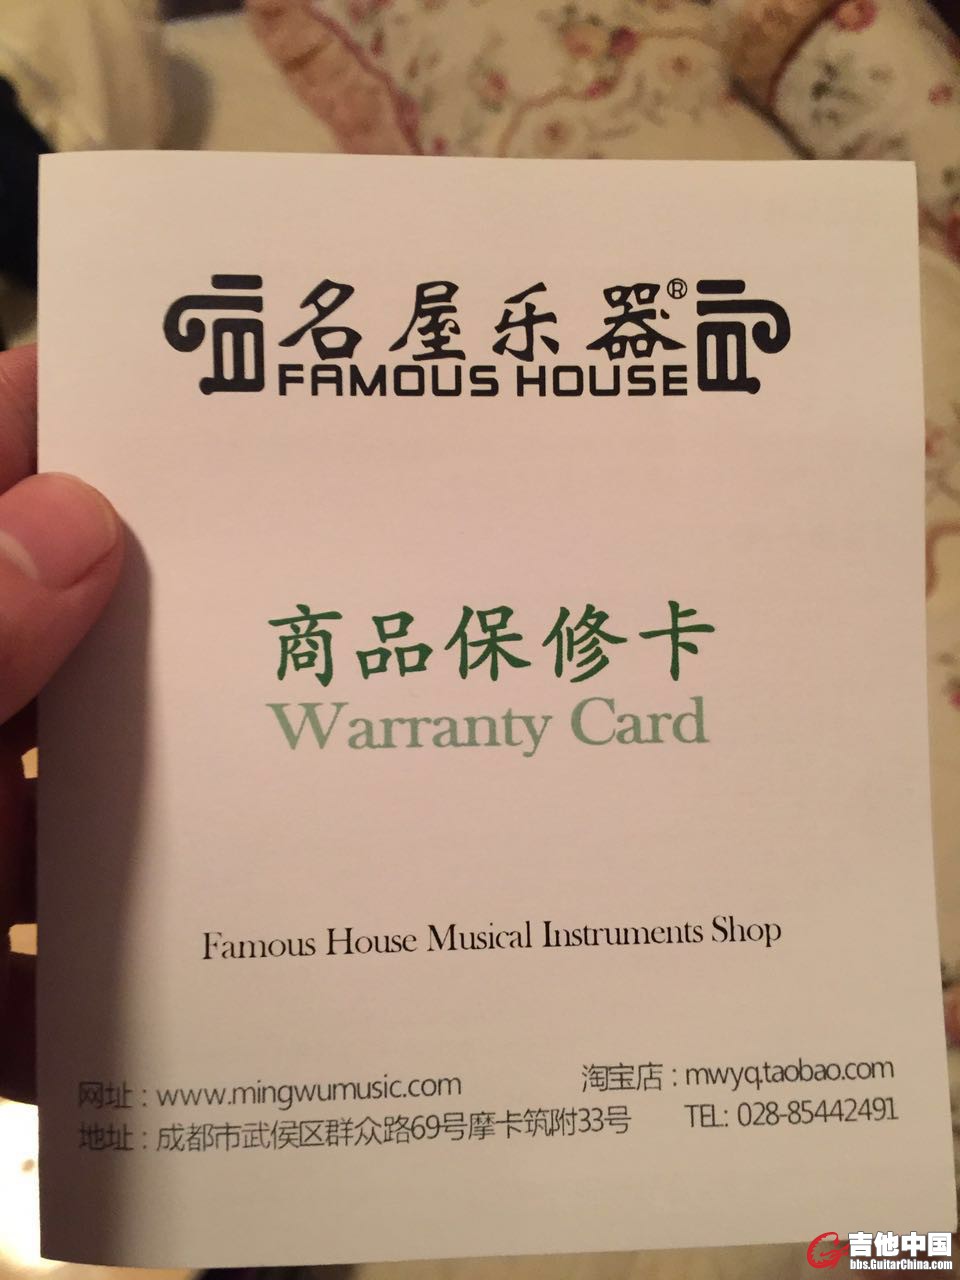 名屋乐器®
FAMOUS HOUSE
商品保修卡
Warranty Card
Famous House Musical Instruments Shop
网址：www.mingwumusic.com 淘宝店：mwyq.taobao.com
地址：成都市武侯区群众路69号摩卡筑附33号 TEL: 028-85442491
吉他中国
bbs.GuitarChina.com